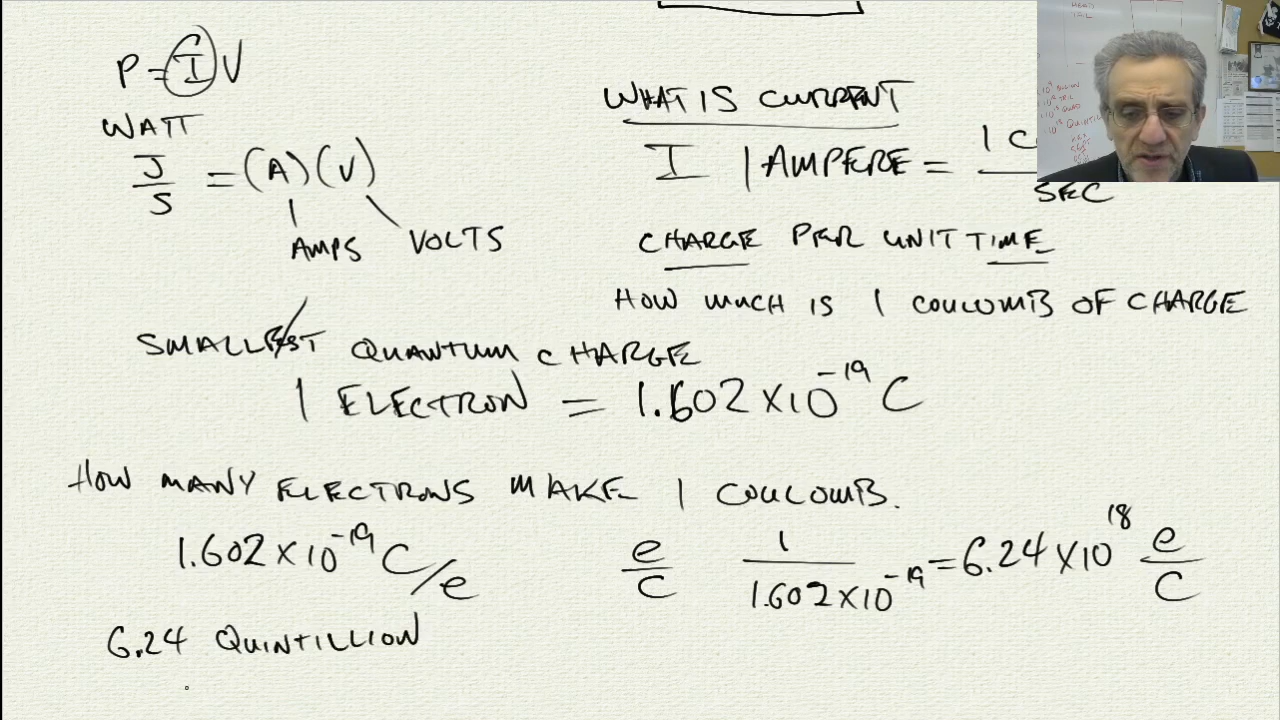 P = I V
WATT
J/S = (A)(V)
AMPS VOLTS
WHAT IS CURRENT
I 1 AMPERE = 1 C / SEC
CHARGE PER UNIT TIME
HOW MUCH IS 1 COULOMB OF CHARGE
SMALLEST QUANTUM CHARGE
1 ELECTRON = 1.602 X 10⁻¹⁹ C
HOW MANY ELECTRONS MAKE 1 COULOMB.
1.602 X 10⁻¹⁹ C/e e/C 1/1.602 X 10⁻¹⁹ = 6.24 X 10¹⁸ e/C
6.24 QUINTILLION